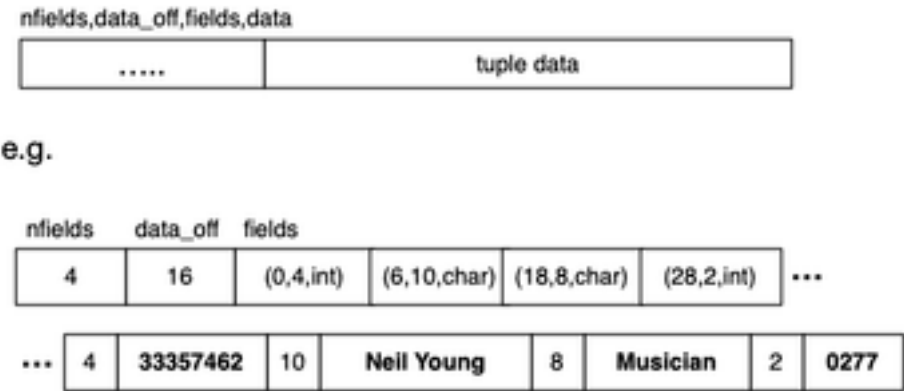 nfields,data_off,fields,data
..... tuple data
e.g.
nfields data_off fields
4 16 (0,4,int) (6,10,char) (18,8,char) (28,2,int) ...
... 4 33357462 10 Neil Young 8 Musician 2 0277